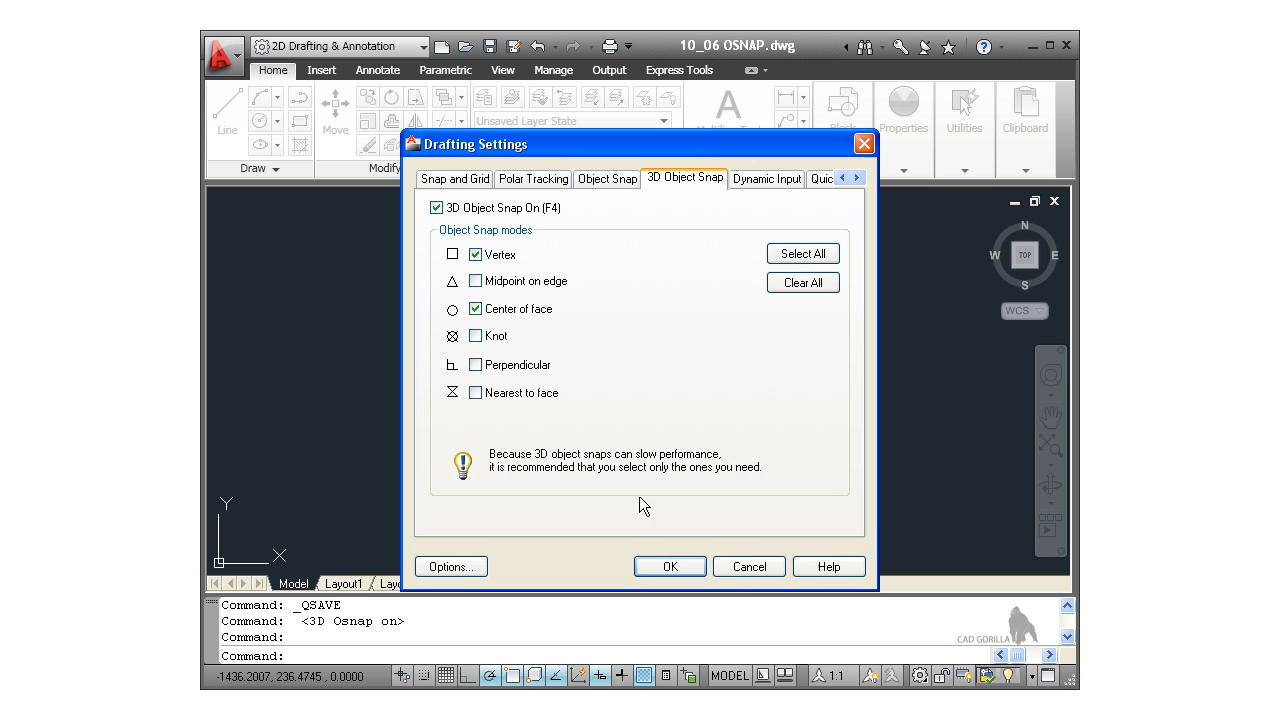 2D Drafting & Annotation
10_06 OSNAP.dwg
Home Insert Annotate Parametric View Manage Output Express Tools
Unsaved Layer State
Line Move Properties Utilities Clipboard
Draw Modify
Drafting Settings
Snap and Grid Polar Tracking Object Snap 3D Object Snap Dynamic Input Quic
3D Object Snap On (F4)
Object Snap modes
Vertex
Midpoint on edge
Center of face
Knot
Perpendicular
Nearest to face
Select All
Clear All
Because 3D object snaps can slow performance,
it is recommended that you select only the ones you need.
Options... OK Cancel Help
N
W TOP E
S
WCS
Y
X
Model Layout1 Layo
Command: _QSAVE
Command: <3D Osnap on>
Command:
Command:
CAD GORILLA
-1436.2007, 236.4745 , 0.0000 MODEL 1:1